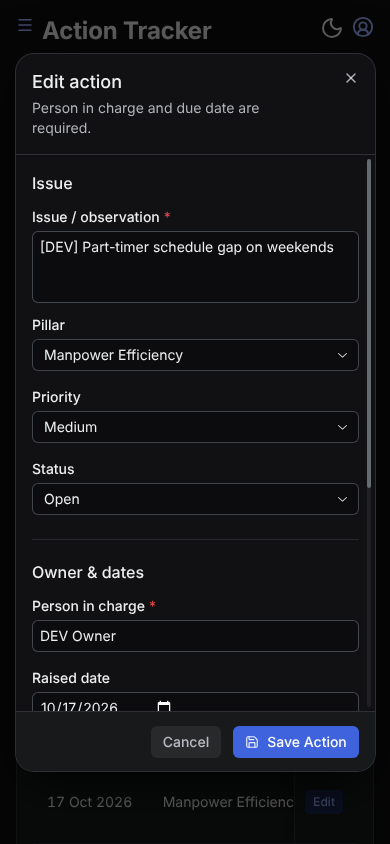 Action Tracker
Edit action
Person in charge and due date are
required.
Issue
Issue / observation *
[DEV] Part-timer schedule gap on weekends
Pillar
Manpower Efficiency
Priority
Medium
Status
Open
Owner & dates
Person in charge *
DEV Owner
Raised date
10/17/2026
Cancel
Save Action
17 Oct 2026
Manpower Efficienc
Edit